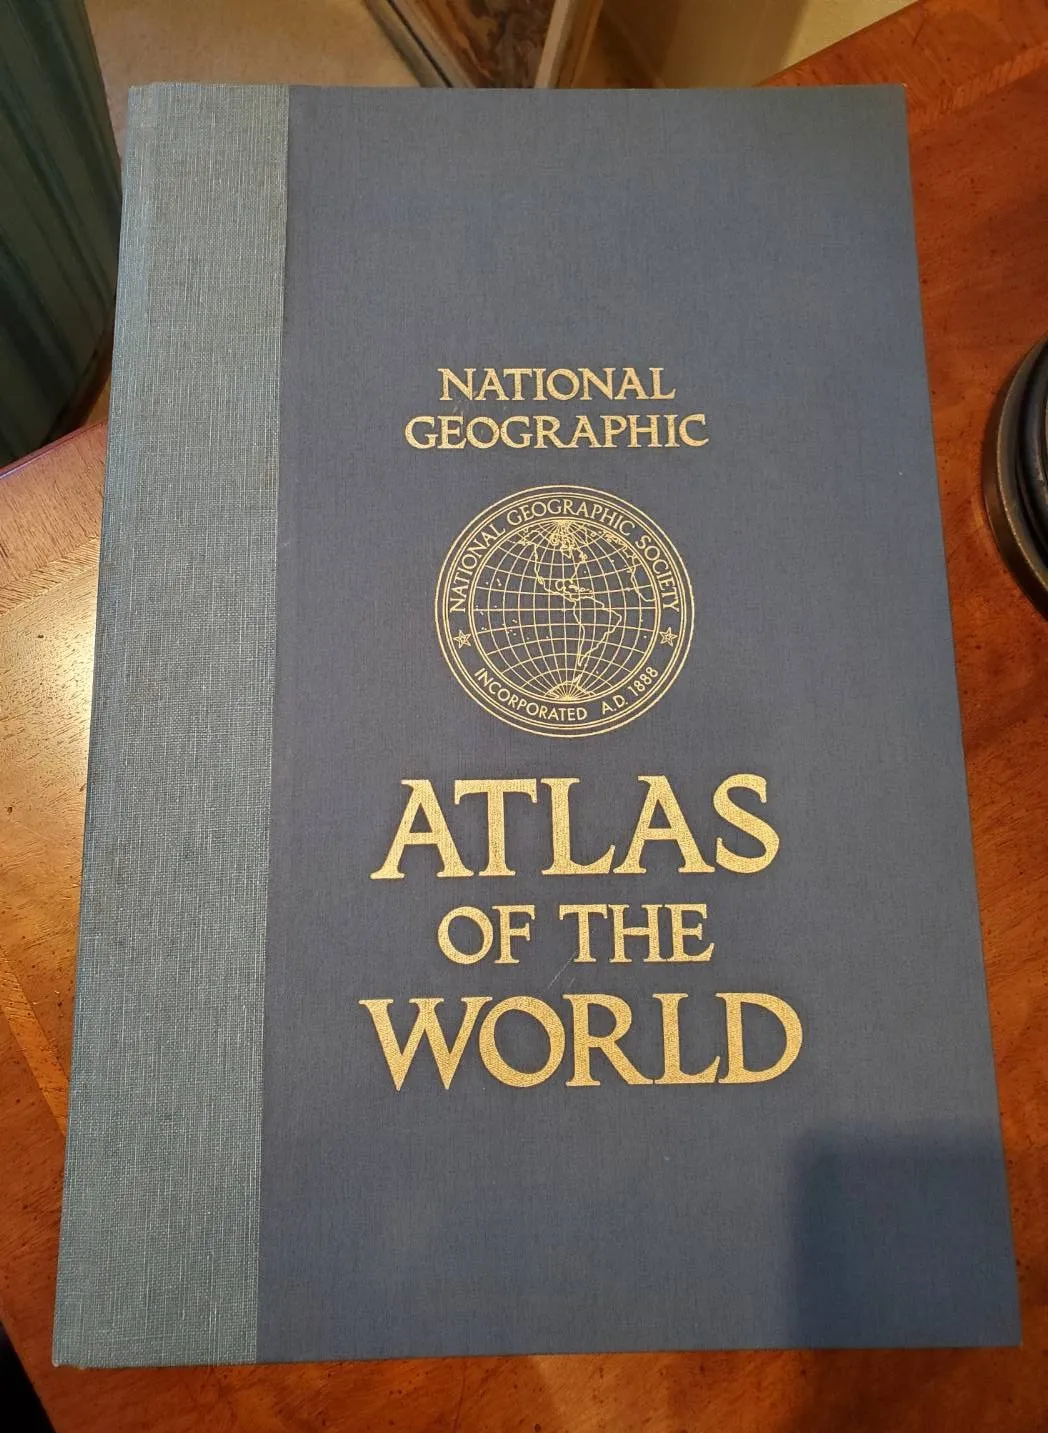 NATIONAL
GEOGRAPHIC
NATIONAL GEOGRAPHIC SOCIETY
INCORPORATED A.D. 1888
ATLAS
OF THE
WORLD